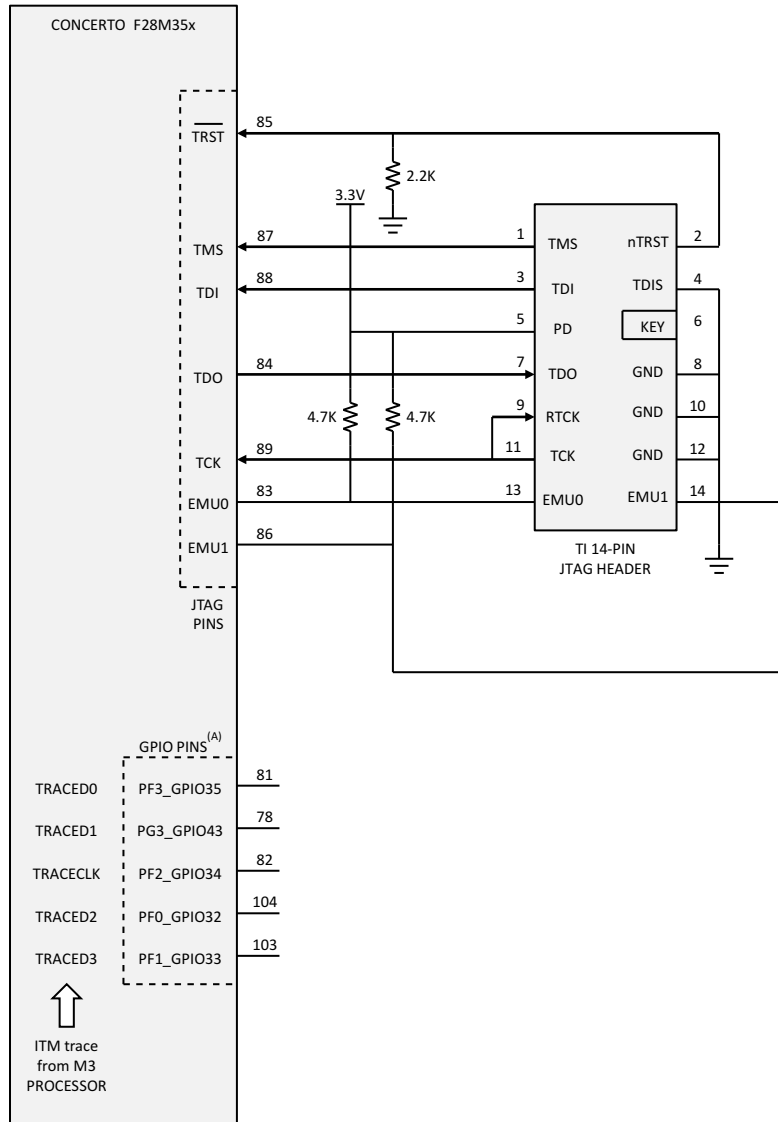 CONCERTO F28M35x
85
TRST
2.2K
3.3V
87
1
TMS
nTRST
2
TMS
88
3
TDI
TDIS
4
TDI
5
PD
KEY
6
84
7
TDO
GND
8
TDO
4.7K
4.7K
9
RTCK
GND
10
89
11
TCK
GND
12
TCK
83
13
EMU0
EMU1
14
EMU0
86
EMU1
TI 14-PIN
JTAG HEADER
JTAG
PINS
GPIO PINS(A)
TRACED0
PF3_GPIO35
81
TRACED1
PG3_GPIO43
78
TRACECLK
PF2_GPIO34
82
TRACED2
PF0_GPIO32
104
TRACED3
PF1_GPIO33
103
ITM trace
from M3
PROCESSOR